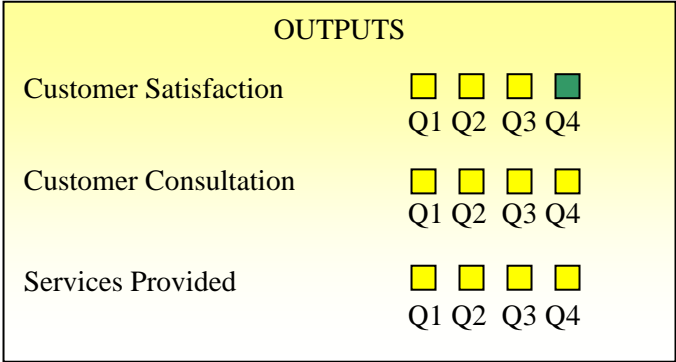 OUTPUTS
Customer Satisfaction
Q1 Q2 Q3 Q4
Customer Consultation
Q1 Q2 Q3 Q4
Services Provided
Q1 Q2 Q3 Q4